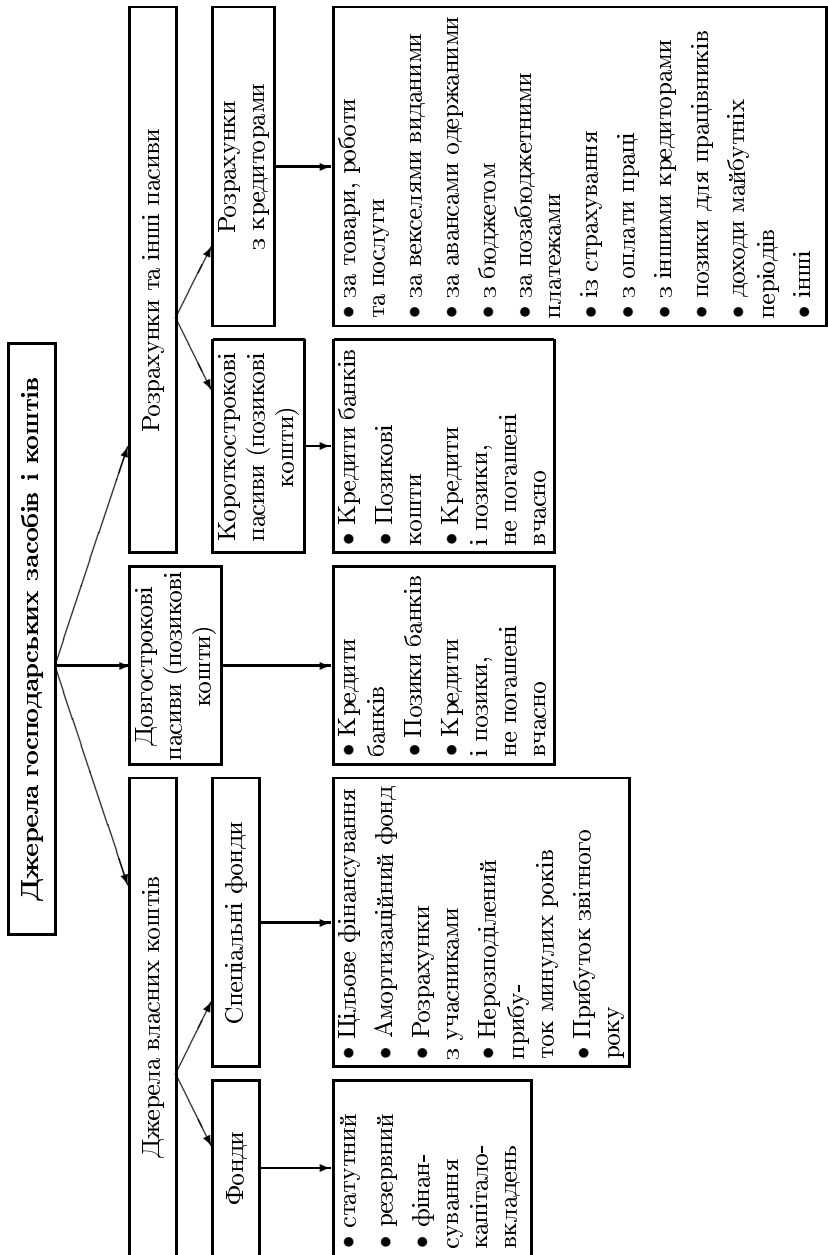 Джерела господарських засобів і коштів
Джерела власних коштів
Довгострокові
пасиви (позикові
кошти)
Розрахунки та інші пасиви
Фонди
Спеціальні фонди
Короткострокові
пасиви (позикові
кошти)
Розрахунки
з кредиторами
• статутний
• резервний
• фінан-
сування
капітало-
вкладень
• Цільове фінансування
• Амортизаційний фонд
• Розрахунки
з учасниками
• Нерозподілений
прибу-
ток минулих років
• Прибуток звітного
року
• Кредити
банків
• Позики банків
• Кредити
і позики,
не погашені
вчасно
• Кредити банків
• Позикові
кошти
• Кредити
і позики,
не погашені
вчасно
• за товари, роботи
та послуги
• за векселями виданими
• за авансами одержаними
• з бюджетом
• за позабюджетними
платежами
• із страхування
• з оплати праці
• з іншими кредиторами
• позики для працівників
• доходи майбутніх
періодів
• інші